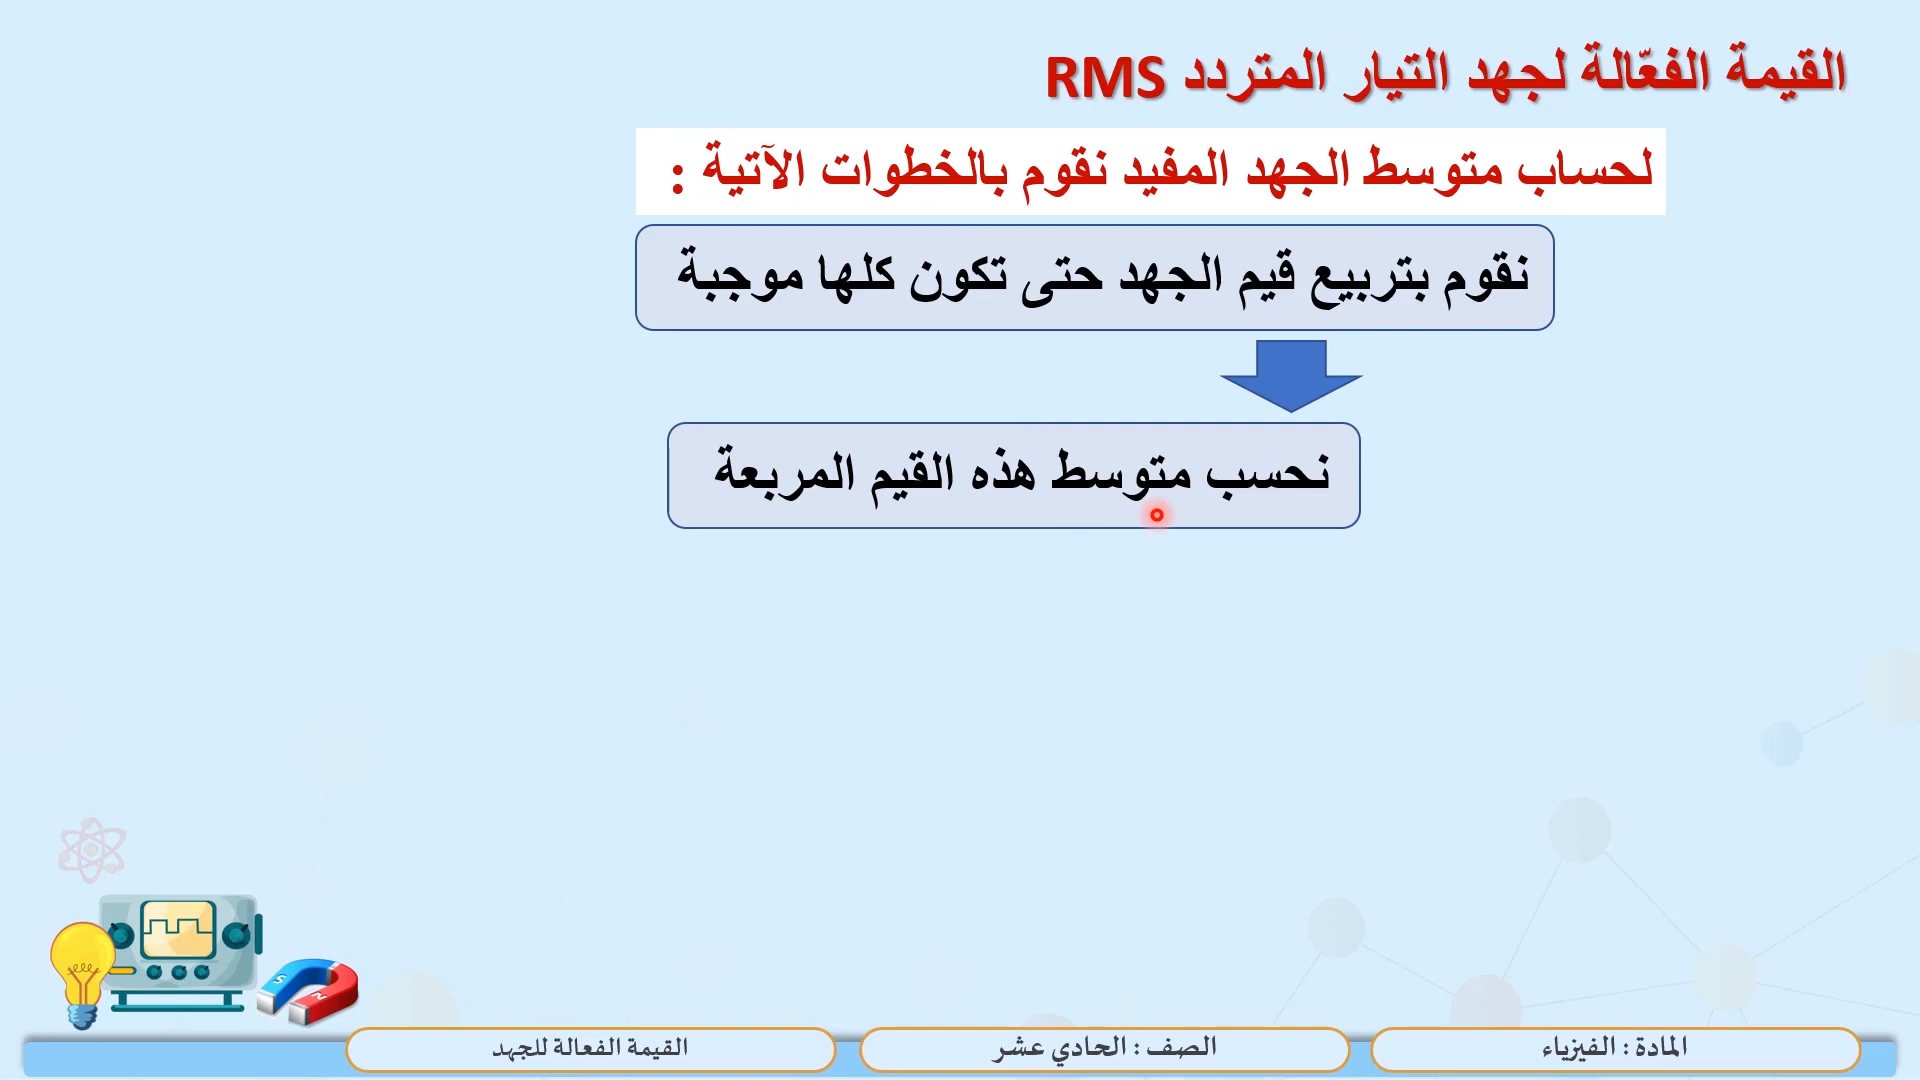 القيمة الفعّالة لجهد التيار المتردد RMS
لحساب متوسط الجهد المفيد نقوم بالخطوات الآتية :
نقوم بتربيع قيم الجهد حتى تكون كلها موجبة
نحسب متوسط هذه القيم المربعة
S
N
المادة : الفيزياء
الصف : الحادي عشر
القيمة الفعالة للجهد